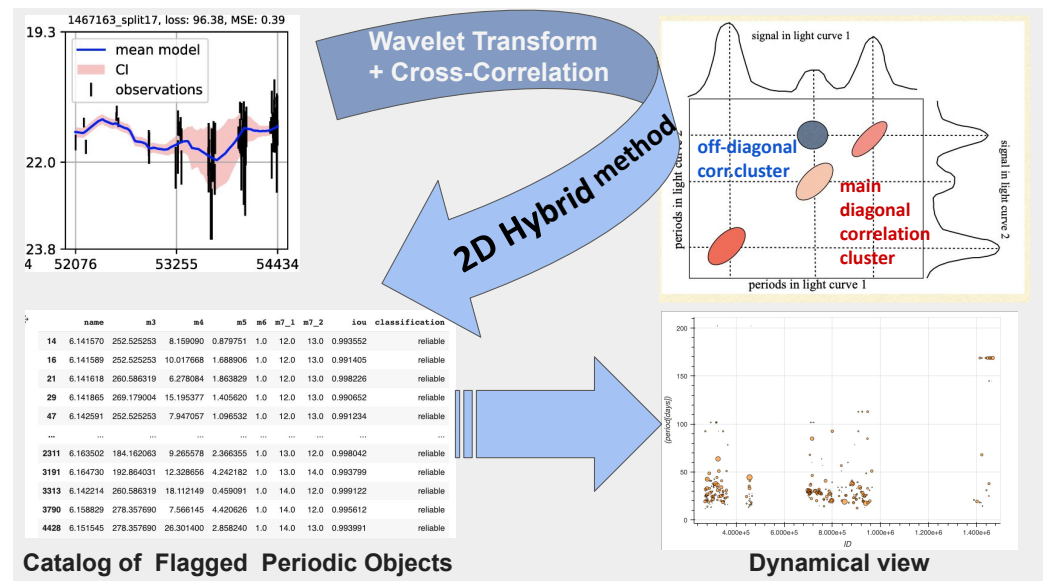 1467163_split17, loss: 96.38, MSE: 0.39
19.3
22.0
23.8
4 52076 53255 54434
mean model
CI
observations
Wavelet Transform
+ Cross-Correlation
2D Hybrid method
signal in light curve 1
off-diagonal
corr.cluster
main
diagonal
correlation
cluster
periods in light curve 2
signal in light curve 2
periods in light curve 1
name m3 m4 m5 m6 m7_1 m7_2 iou classification
14 6.141570 252.525253 8.159090 0.879751 1.0 12.0 13.0 0.993552 reliable
16 6.141589 252.525253 10.017668 1.688906 1.0 12.0 13.0 0.991405 reliable
21 6.141618 260.586319 6.278084 1.863829 1.0 12.0 13.0 0.998226 reliable
29 6.141865 269.179004 15.195377 1.405620 1.0 12.0 13.0 0.990652 reliable
47 6.142591 252.525253 7.947057 1.096532 1.0 12.0 13.0 0.991234 reliable
... ... ... ... ... ... ... ... ... ...
2311 6.163502 184.162063 9.265578 2.366355 1.0 13.0 12.0 0.998042 reliable
3191 6.164730 192.864031 12.328656 4.242182 1.0 13.0 14.0 0.993799 reliable
3313 6.142214 260.586319 18.112149 0.459091 1.0 14.0 12.0 0.999122 reliable
3790 6.158829 278.357690 7.566145 4.420626 1.0 14.0 12.0 0.995612 reliable
4428 6.151545 278.357690 26.301400 2.858240 1.0 14.0 13.0 0.993991 reliable
200
150
100
50
0
(period[days])
4.000e+5 6.000e+5 8.000e+5 1.000e+6 1.200e+6 1.400e+6
ID
Catalog of Flagged Periodic Objects
Dynamical view